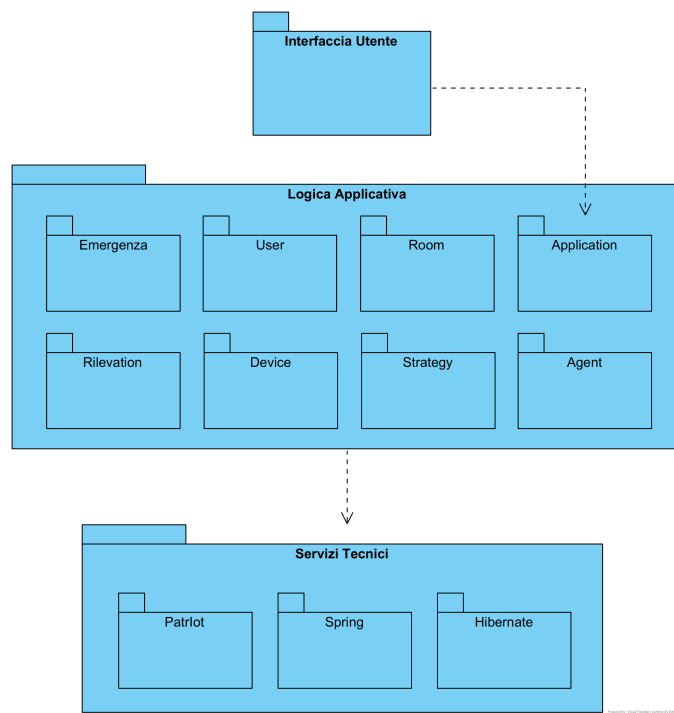 Interfaccia Utente
Logica Applicativa
Emergenza
User
Room
Application
Rilevation
Device
Strategy
Agent
Servizi Tecnici
PatrIot
Spring
Hibernate